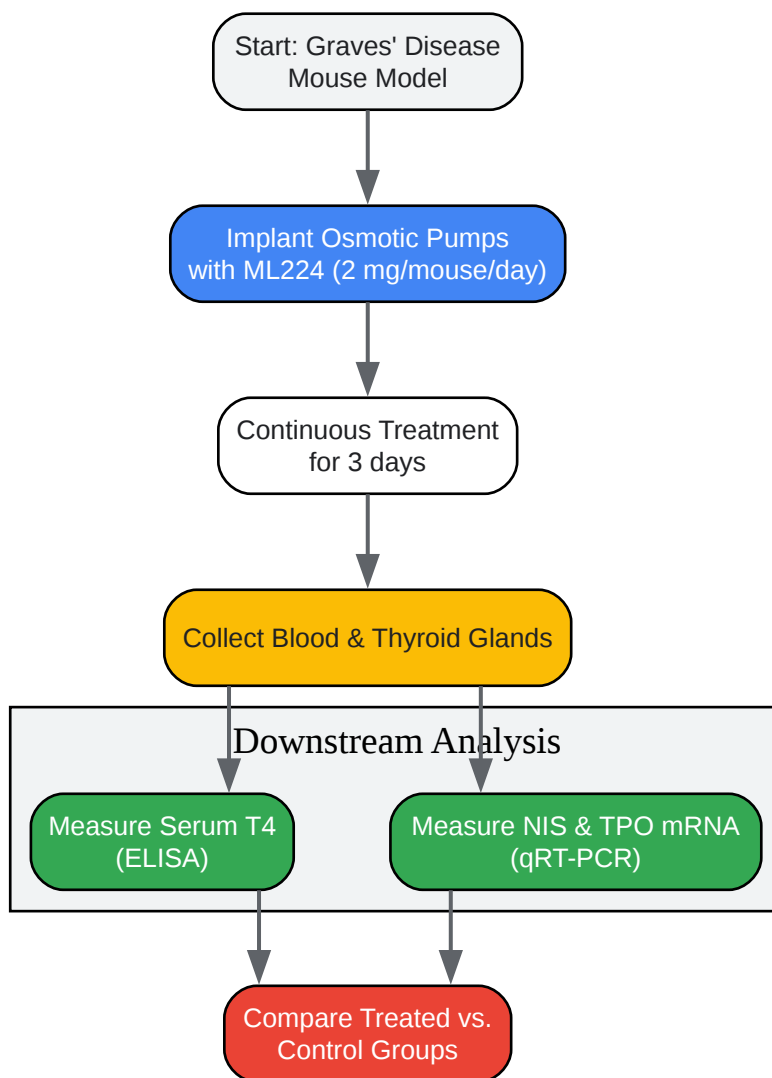 Start: Graves' Disease
Mouse Model
Implant Osmotic Pumps
with ML224 (2 mg/mouse/day)
Continuous Treatment
for 3 days
Collect Blood & Thyroid Glands
Downstream Analysis
Measure Serum T4
(ELISA)
Measure NIS & TPO mRNA
(qRT-PCR)
Compare Treated vs.
Control Groups